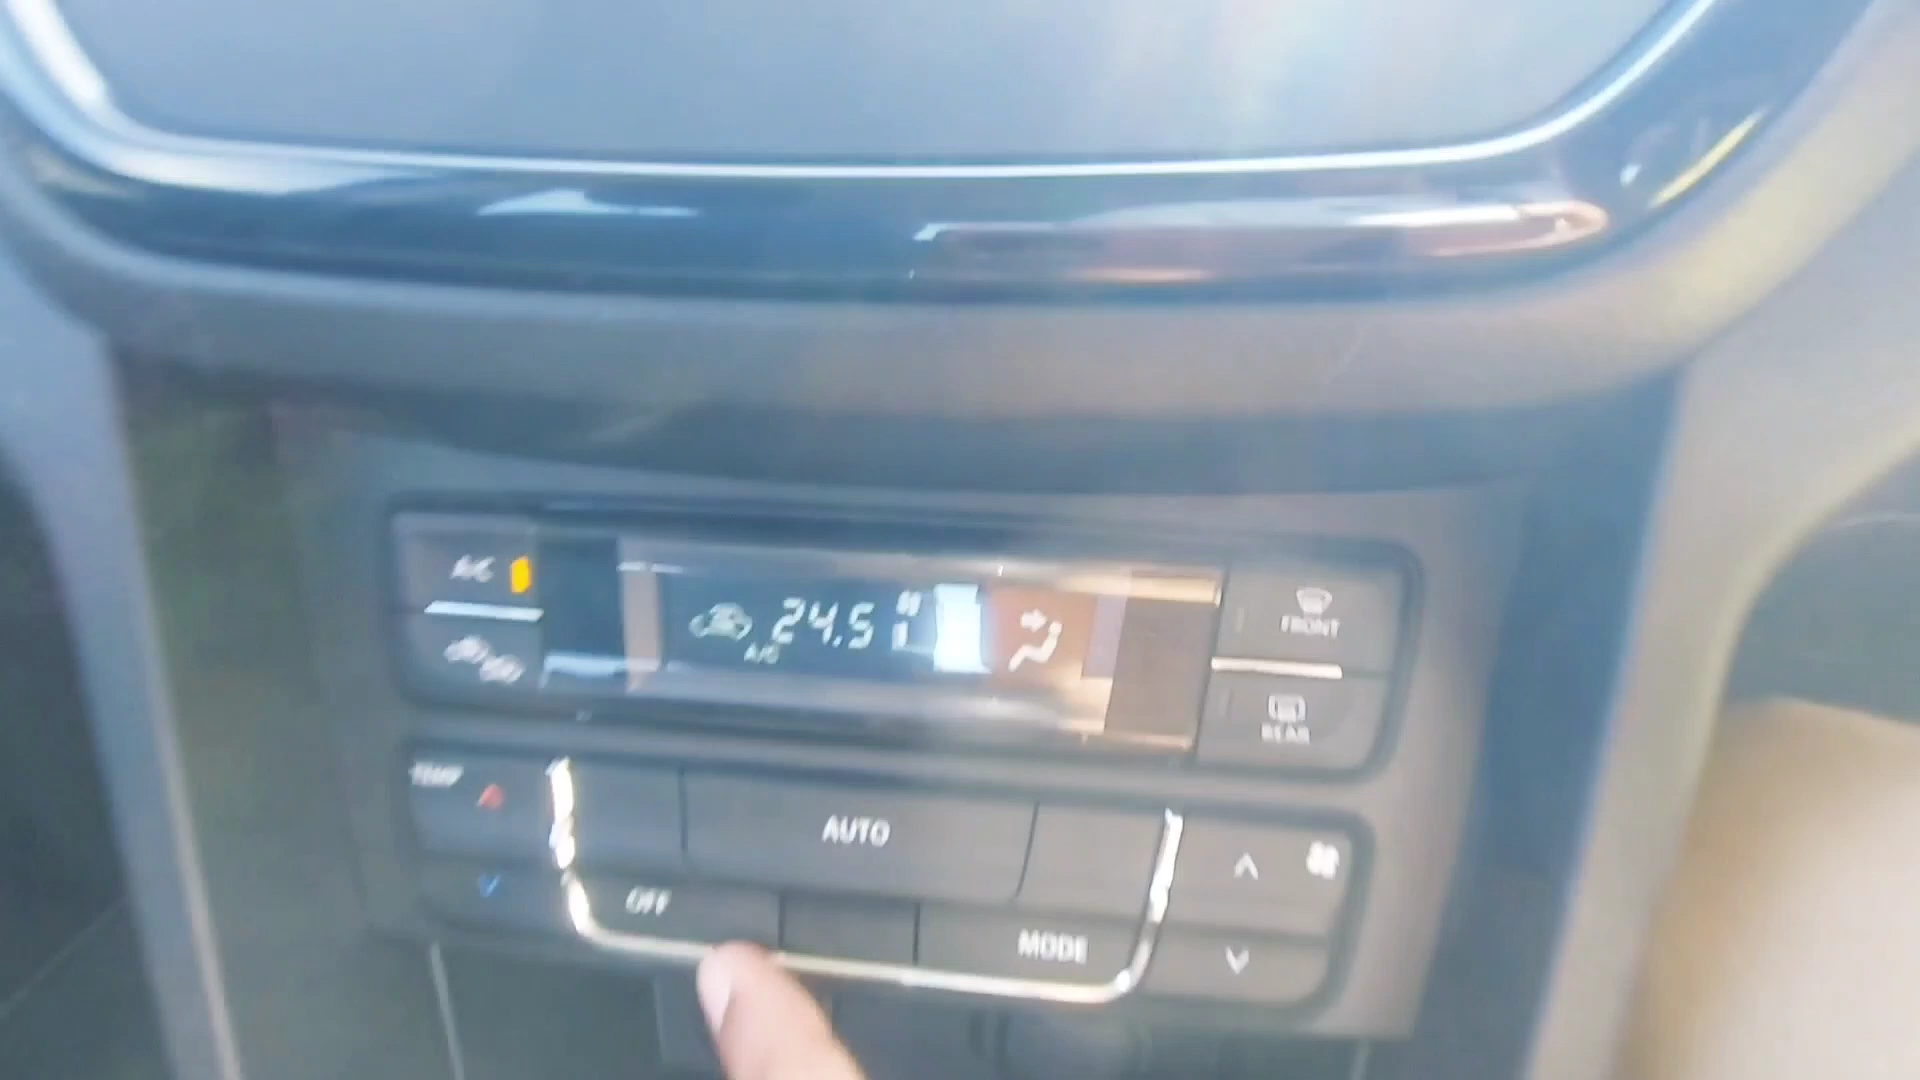 A/C
24.5
A/C
FRONT
REAR
TEMP
AUTO
OFF
MODE